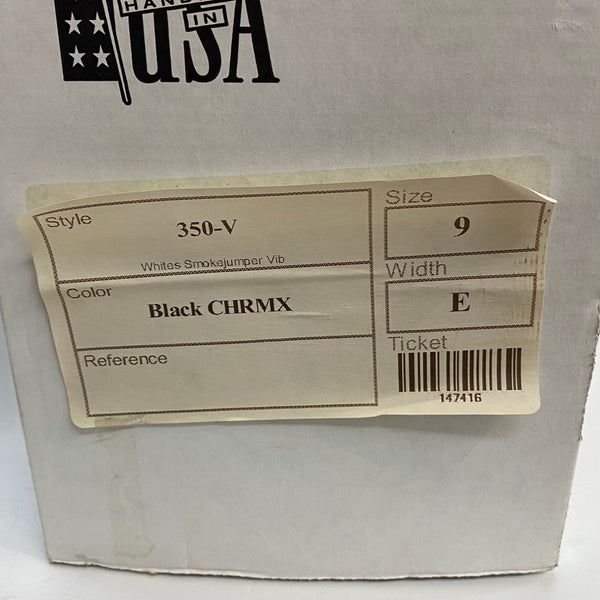 HAND
IN
USA
Style
350-V
Whites Smokejumper Vib
Color
Black CHRMX
Reference
Size
9
Width
E
Ticket
147416